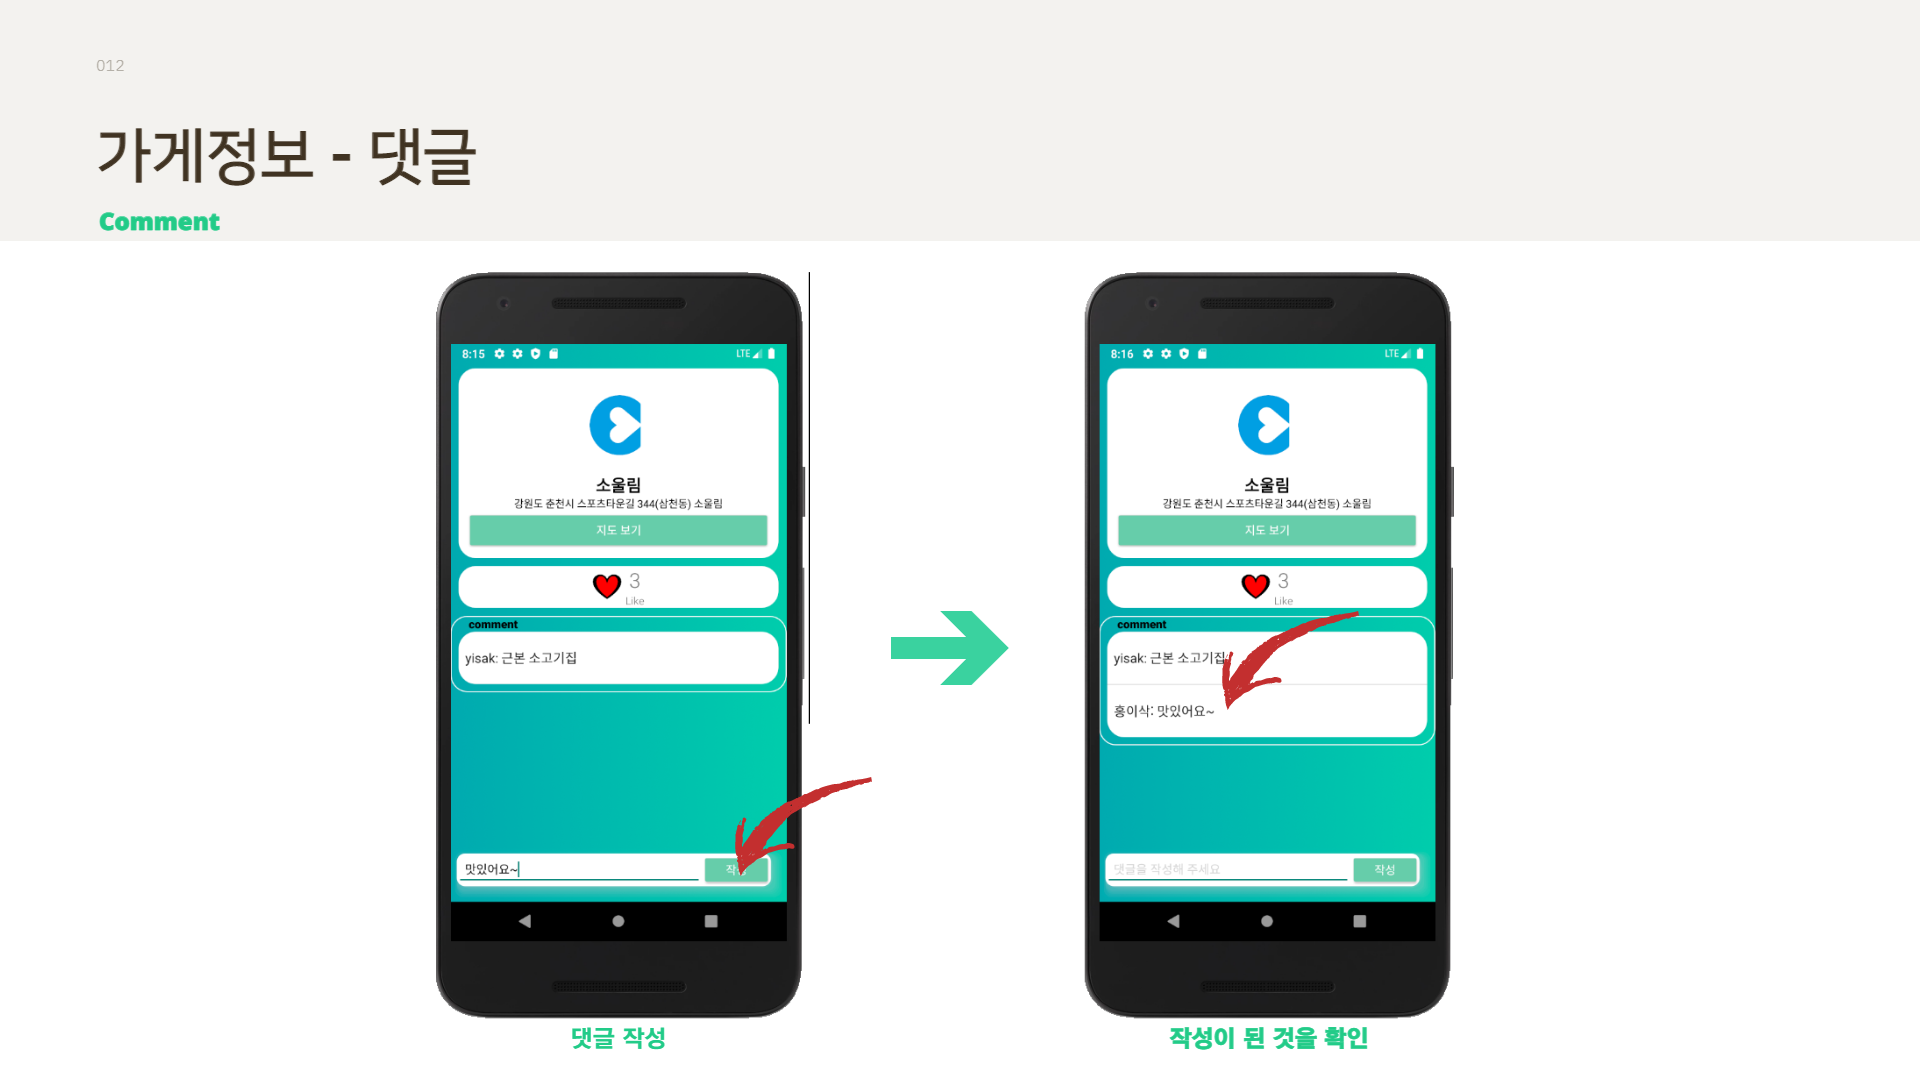 012
가게정보 - 댓글
Comment
8:15
LTE
소울림
강원도 춘천시 스포츠타운길 344(삼천동) 소울림
지도 보기
3
Like
comment
yisak: 근본 소고기집
맛있어요~
댓글 작성
8:16
LTE
소울림
강원도 춘천시 스포츠타운길 344(삼천동) 소울림
지도 보기
3
Like
comment
yisak: 근본 소고기집
홍이삭: 맛있어요~
댓글을 작성해 주세요
작성
작성이 된 것을 확인